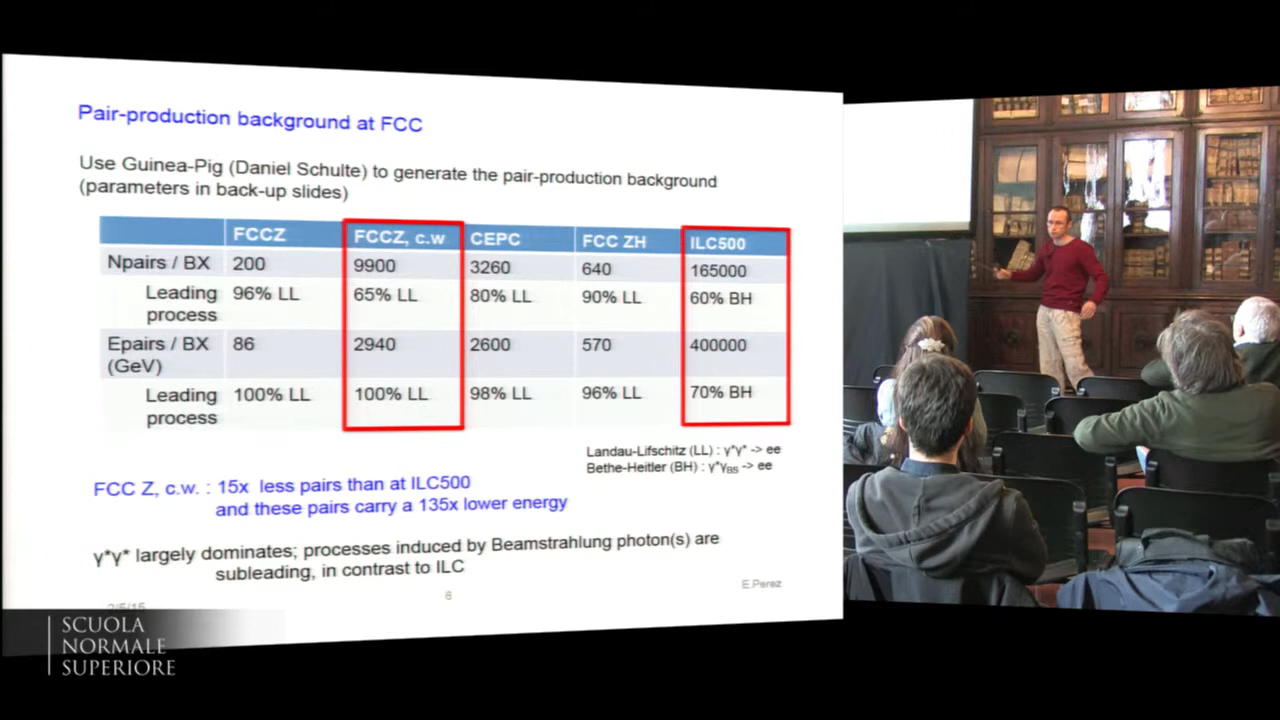 Pair-production background at FCC
Use Guinea-Pig (Daniel Schulte) to generate the pair-production background
(parameters in back-up slides)
FCCZ FCCZ, c.w CEPC FCC ZH ILC500
Npairs / BX 200 9900 3260 640 165000
Leading process 96% LL 65% LL 80% LL 90% LL 60% BH
Epairs / BX (GeV) 86 2940 2600 570 400000
Leading process 100% LL 100% LL 98% LL 96% LL 70% BH
Landau-Lifschitz (LL) : γ*γ* -> ee
Bethe-Heitler (BH) : γ*γBS -> ee
FCC Z, c.w. : 15x less pairs than at ILC500
and these pairs carry a 135x lower energy
γ*γ* largely dominates; processes induced by Beamstrahlung photon(s) are
subleading, in contrast to ILC
E.Perez
6
SCUOLA
NORMALE
SUPERIORE